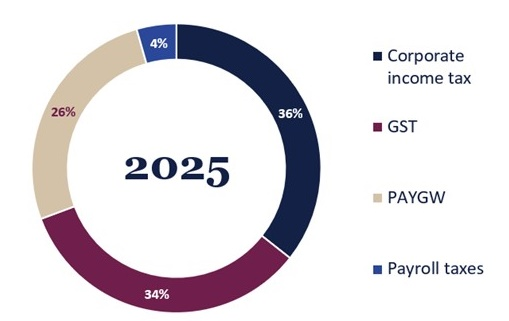 4%
36%
26%
2025
34%
Corporate
income tax
GST
PAYGW
Payroll taxes